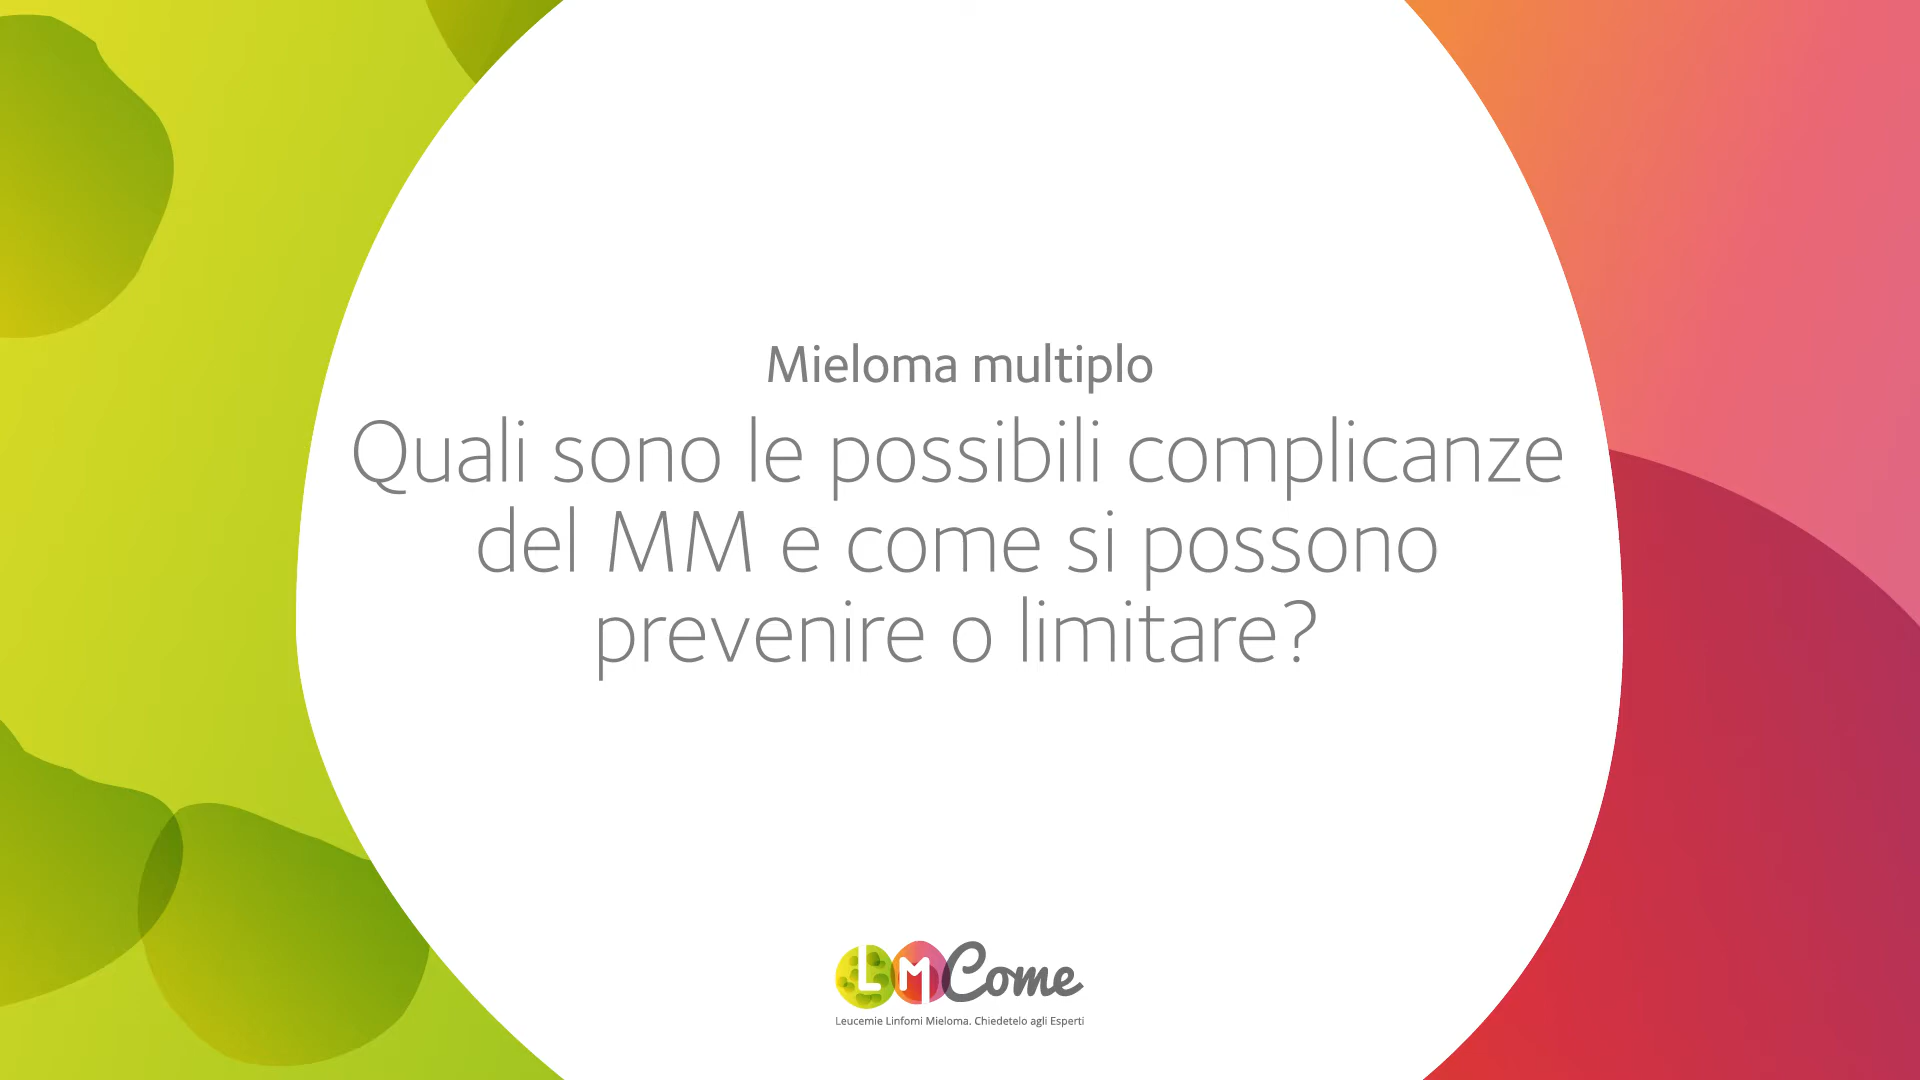 Mieloma multiplo
Quali sono le possibili complicanze
del MM e come si possono
prevenire o limitare?
LMCome
Leucemie Linfomi Mieloma. Chiedetelo agli Esperti